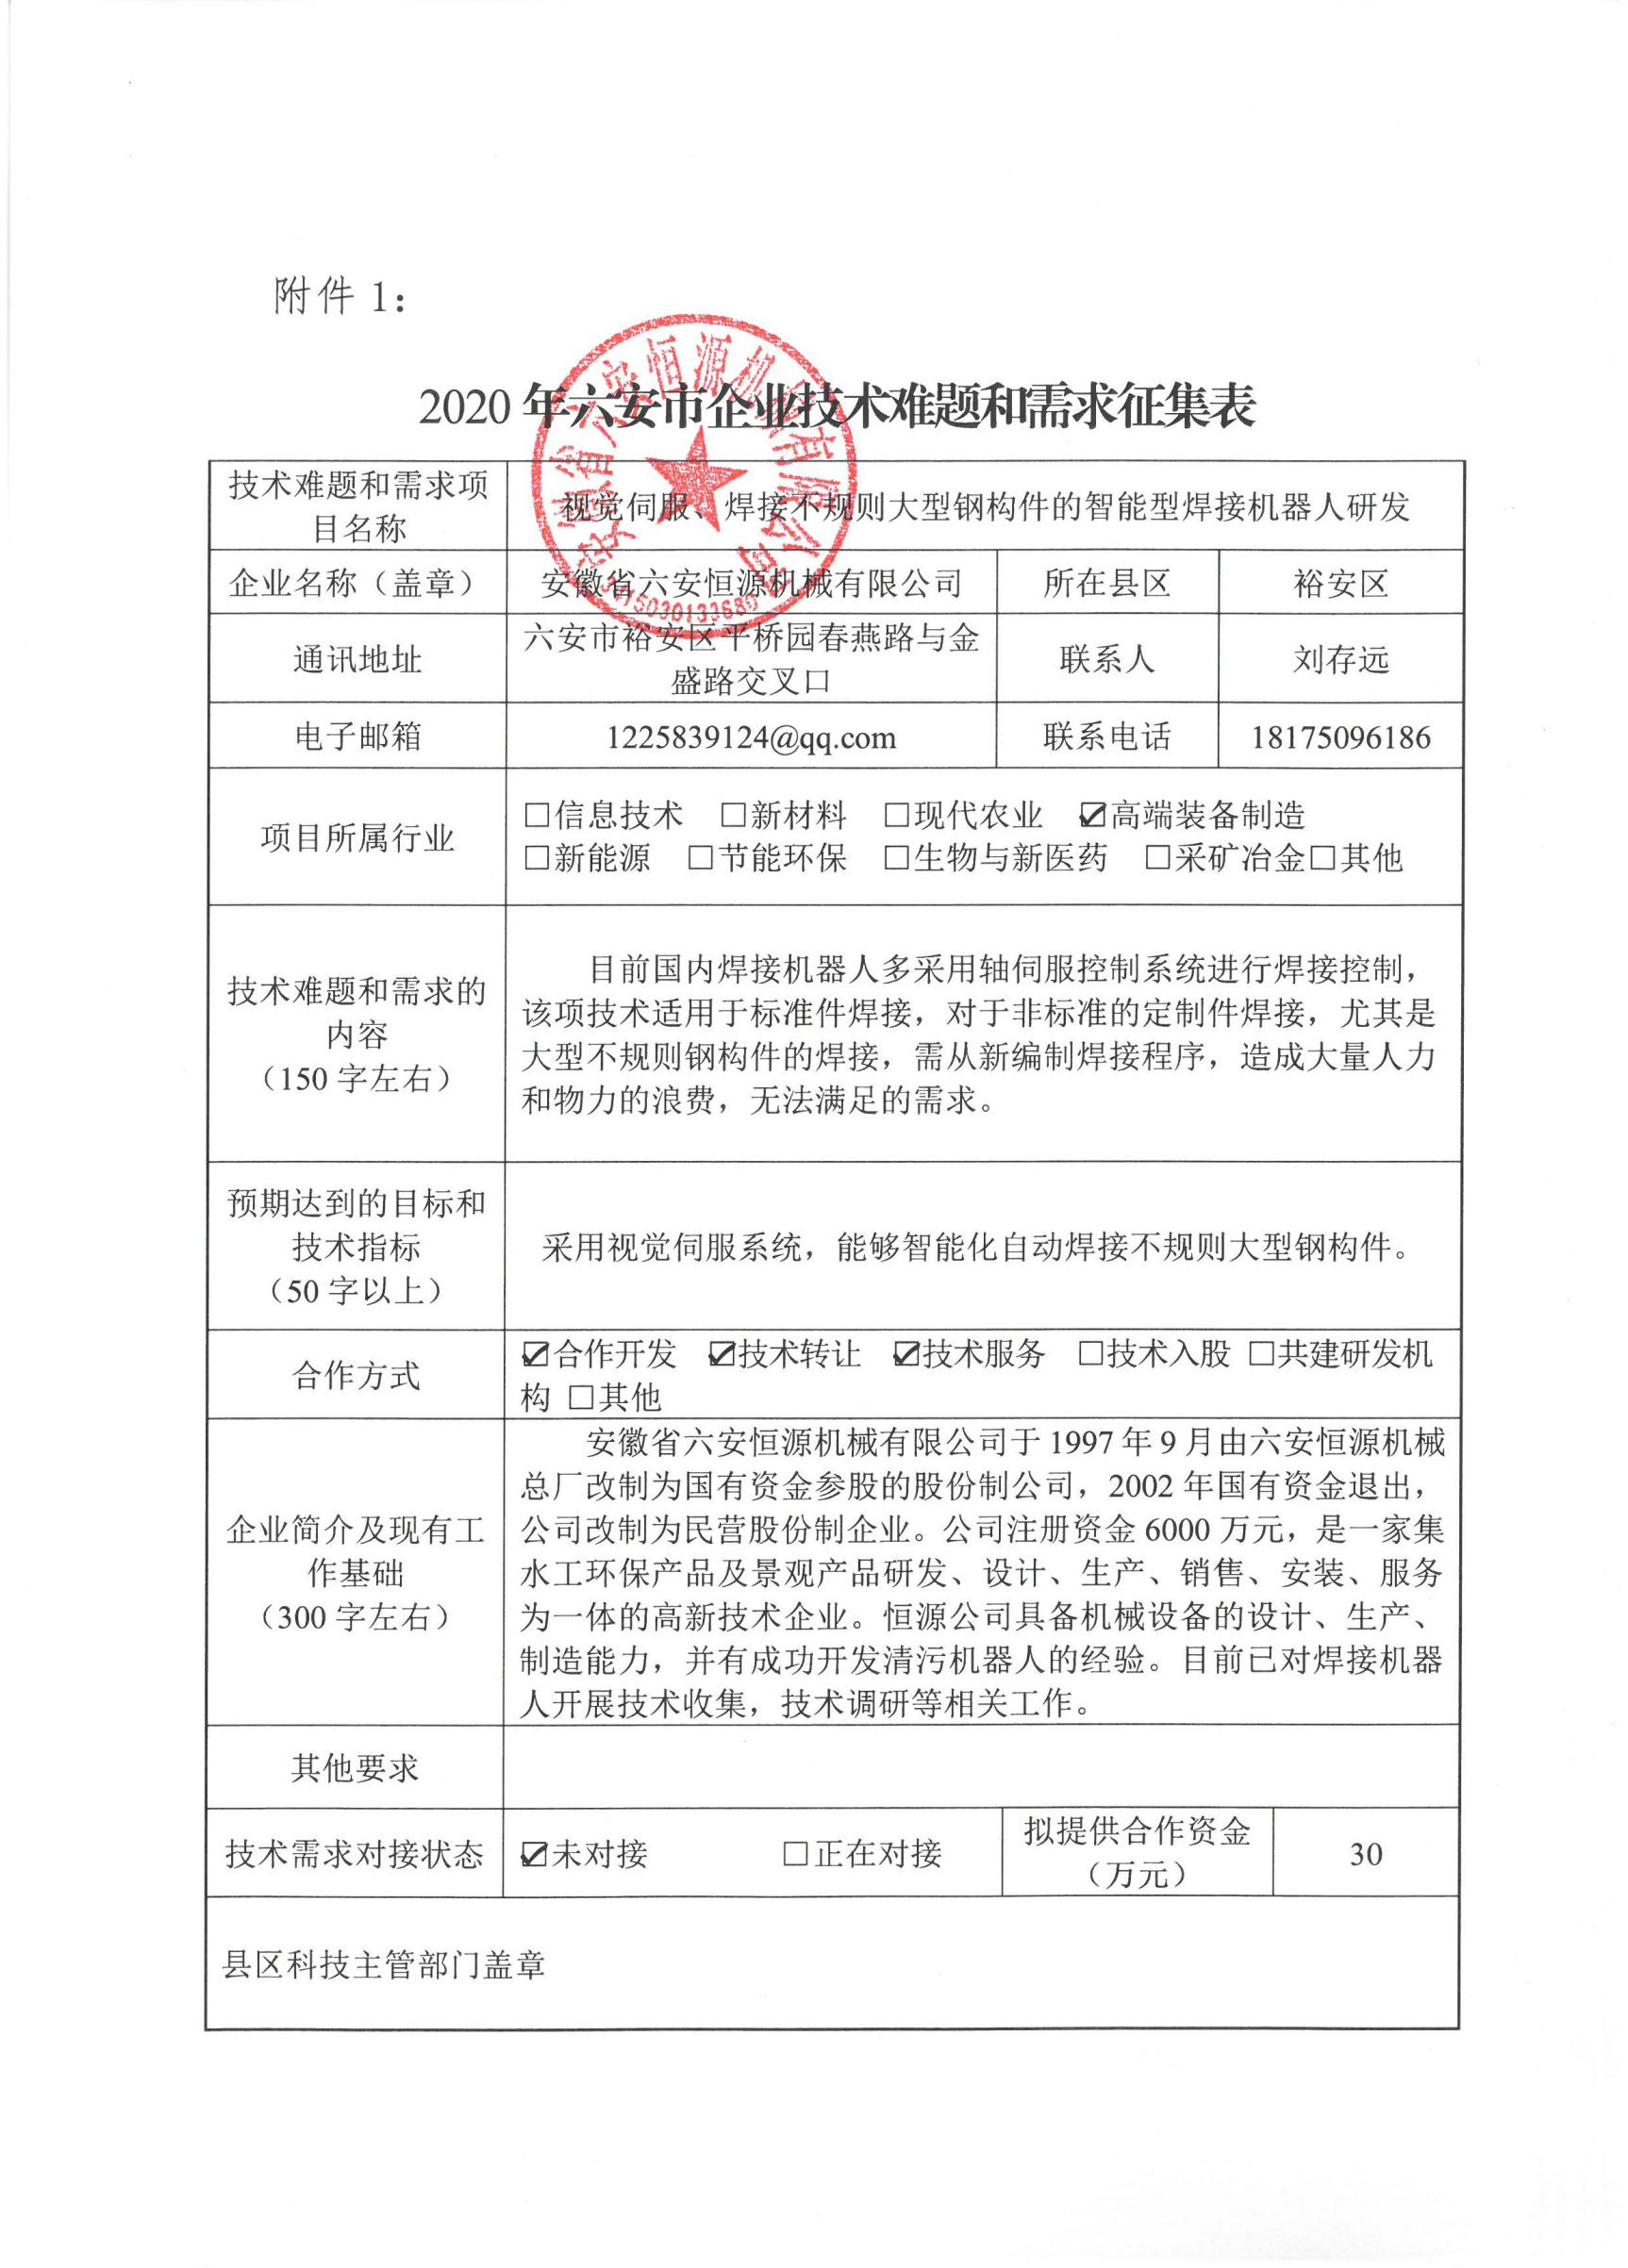 附件 1：
2020 年六安市企业技术难题和需求征集表
技术难题和需求项
目名称
视觉伺服、焊接不规则大型钢构件的智能型焊接机器人研发
企业名称（盖章）
安徽省六安恒源机械有限公司
所在县区
裕安区
通讯地址
六安市裕安区平桥园春燕路与金
盛路交叉口
联系人
刘存远
电子邮箱
1225839124@qq.com
联系电话
18175096186
项目所属行业
□信息技术 □新材料 □现代农业 ☑高端装备制造
□新能源 □节能环保 □生物与新医药 □采矿冶金□其他
技术难题和需求的
内容
（150 字左右）
目前国内焊接机器人多采用轴伺服控制系统进行焊接控制，
该项技术适用于标准件焊接，对于非标准的定制件焊接，尤其是
大型不规则钢构件的焊接，需从新编制焊接程序，造成大量人力
和物力的浪费，无法满足的需求。
预期达到的目标和
技术指标
（50 字以上）
采用视觉伺服系统，能够智能化自动焊接不规则大型钢构件。
合作方式
☑合作开发 ☑技术转让 ☑技术服务 □技术入股 □共建研发机
构 □其他
企业简介及现有工
作基础
（300 字左右）
安徽省六安恒源机械有限公司于 1997 年 9 月由六安恒源机械
总厂改制为国有资金参股的股份制公司，2002 年国有资金退出，
公司改制为民营股份制企业。公司注册资金 6000 万元，是一家集
水工环保产品及景观产品研发、设计、生产、销售、安装、服务
为一体的高新技术企业。恒源公司具备机械设备的设计、生产、
制造能力，并有成功开发清污机器人的经验。目前已对焊接机器
人开展技术收集，技术调研等相关工作。
其他要求
技术需求对接状态
☑未对接 □正在对接
拟提供合作资金
（万元）
30
县区科技主管部门盖章
安徽省六安恒源机械有限公司